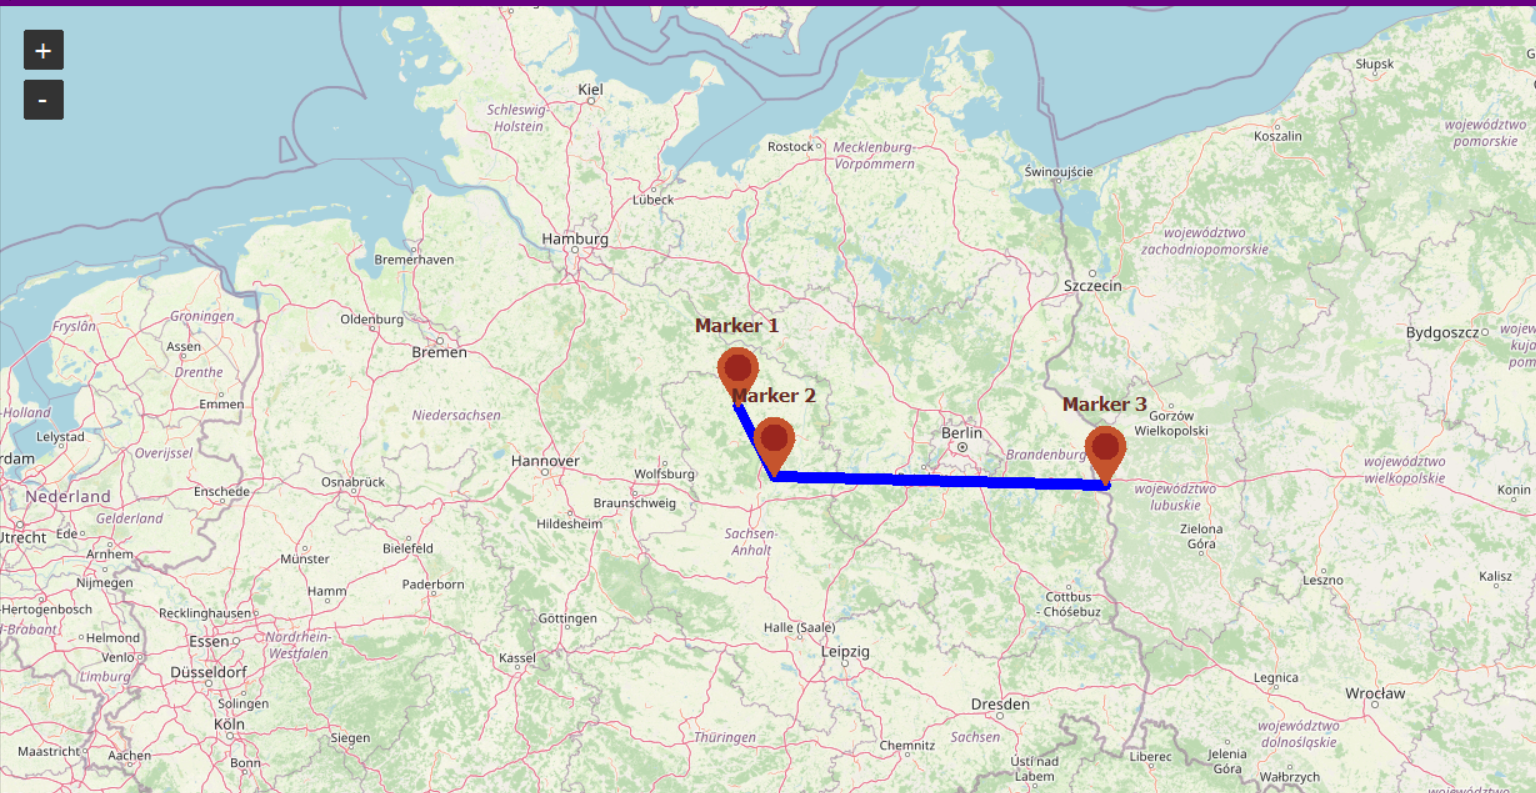 +
-
Słupsk
Kiel
Schleswig-
Holstein
Koszalin
województwo
pomorskie
Rostock
Mecklenburg-
Vorpommern
Świnoujście
Lübeck
Hamburg
województwo
zachodniopomorskie
Bremerhaven
Szczecin
Groningen
Fryslân
Oldenburg
Marker 1
Bydgoszcz
Assen
Bremen
Drenthe
Marker 2
Marker 3
Emmen
-Holland
Niedersachsen
Gorzów
Wielkopolski
Lelystad
Berlin
Overijssel
Brandenburg
rdam
Hannover
Wolfsburg
województwo
wielkopolskie
Nederland
Enschede
Osnabrück
Braunschweig
województwo
lubuskie
Konin
Gelderland
Hildesheim
Utrecht
Ede
Sachsen-
Anhalt
Zielona
Góra
Arnhem
Münster
Bielefeld
Nijmegen
Hamm
Paderborn
Leszno
Kalisz
-Hertogenbosch
Recklinghausen
Göttingen
Cottbus
- Chóśebuz
d-Brabant
Helmond
Essen
Nordrhein-
Westfalen
Halle (Saale)
Venlo
Kassel
Leipzig
Limburg
Düsseldorf
Legnica
Wrocław
Solingen
Dresden
Köln
Siegen
Thüringen
Sachsen
województwo
dolnośląskie
Maastricht
Aachen
Chemnitz
Bonn
Ústí nad
Labem
Liberec
Jelenia
Góra
Wałbrzych